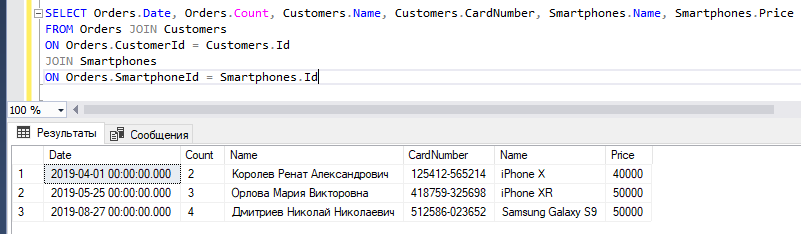 SELECT Orders.Date, Orders.Count, Customers.Name, Customers.CardNumber, Smartphones.Name, Smartphones.Price
FROM Orders JOIN Customers
ON Orders.CustomerId = Customers.Id
JOIN Smartphones
ON Orders.SmartphoneId = Smartphones.Id
100 %
Результаты Сообщения
Date Count Name CardNumber Name Price
1 2019-04-01 00:00:00.000 2 Королев Ренат Александрович 125412-565214 iPhone X 40000
2 2019-05-25 00:00:00.000 3 Орлова Мария Викторовна 418759-325698 iPhone XR 50000
3 2019-08-27 00:00:00.000 4 Дмитриев Николай Николаевич 512586-023652 Samsung Galaxy S9 50000